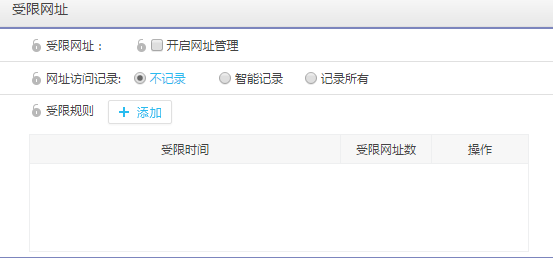 受限网址
受限网址： 开启网址管理
网址访问记录: 不记录 智能记录 记录所有
受限规则 + 添加
受限时间 受限网址数 操作